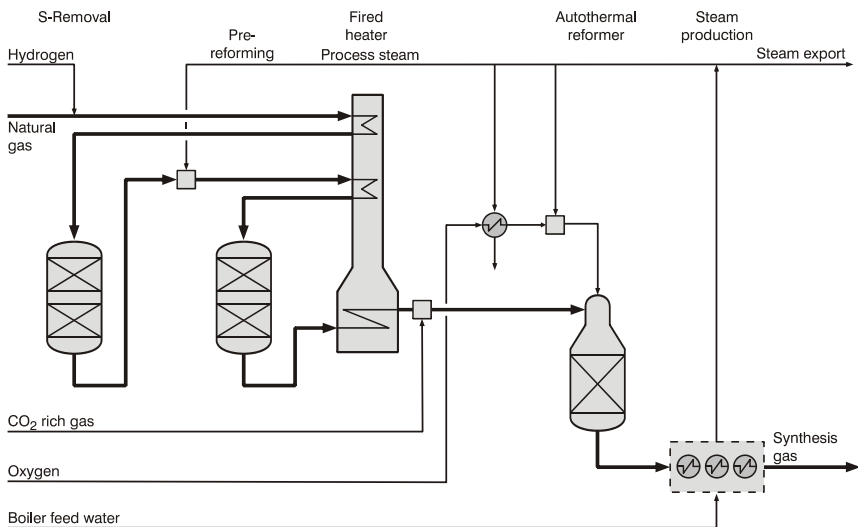 S-Removal
Hydrogen
Pre-
reforming
Fired
heater
Process steam
Autothermal
reformer
Steam
production
Steam export
Natural
gas
CO2 rich gas
Oxygen
Synthesis
gas
Boiler feed water